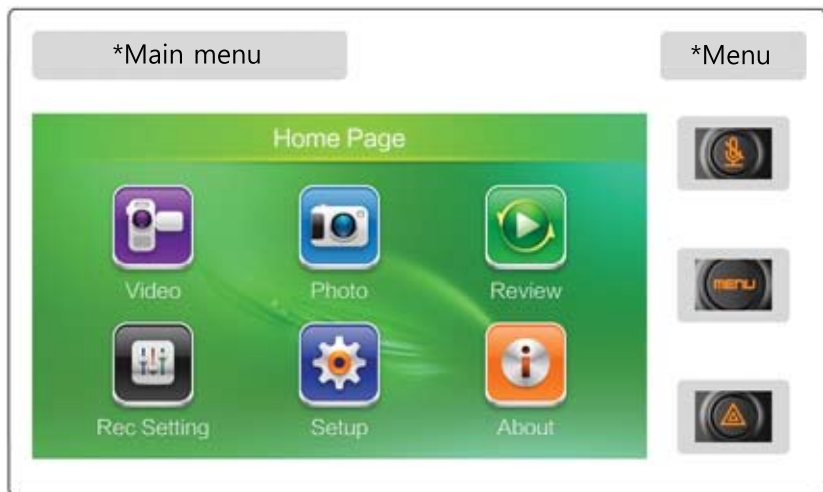 *Main menu
*Menu
Home Page
Video
Photo
Review
MENU
Rec Setting
Setup
About